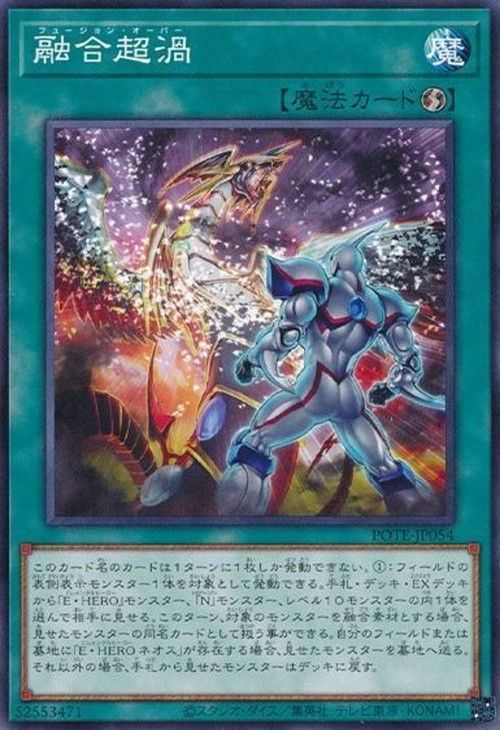 フュージョン・オーバー
融合超渦
魔
【魔法カード】
POTE-JP054
このカード名のカードは1ターンに1枚しか発動できない。①：フィールドの
表側表示モンスター1体を対象として発動できる。手札・デッキ・EXデッキ
から「E・HERO」モンスター、「N」モンスター、レベル10モンスターの内1体を
選んで相手に見せる。このターン、対象のモンスターを融合素材とする場合、
見せたモンスターの同名カードとして扱う事ができる。自分のフィールドまたは
墓地に「E・HERO ネオス」が存在する場合、見せたモンスターを墓地へ送る。
それ以外の場合、手札から見せたモンスターはデッキに戻す。
52553471
©スタジオ・ダイス／集英社・テレビ東京・KONAMI